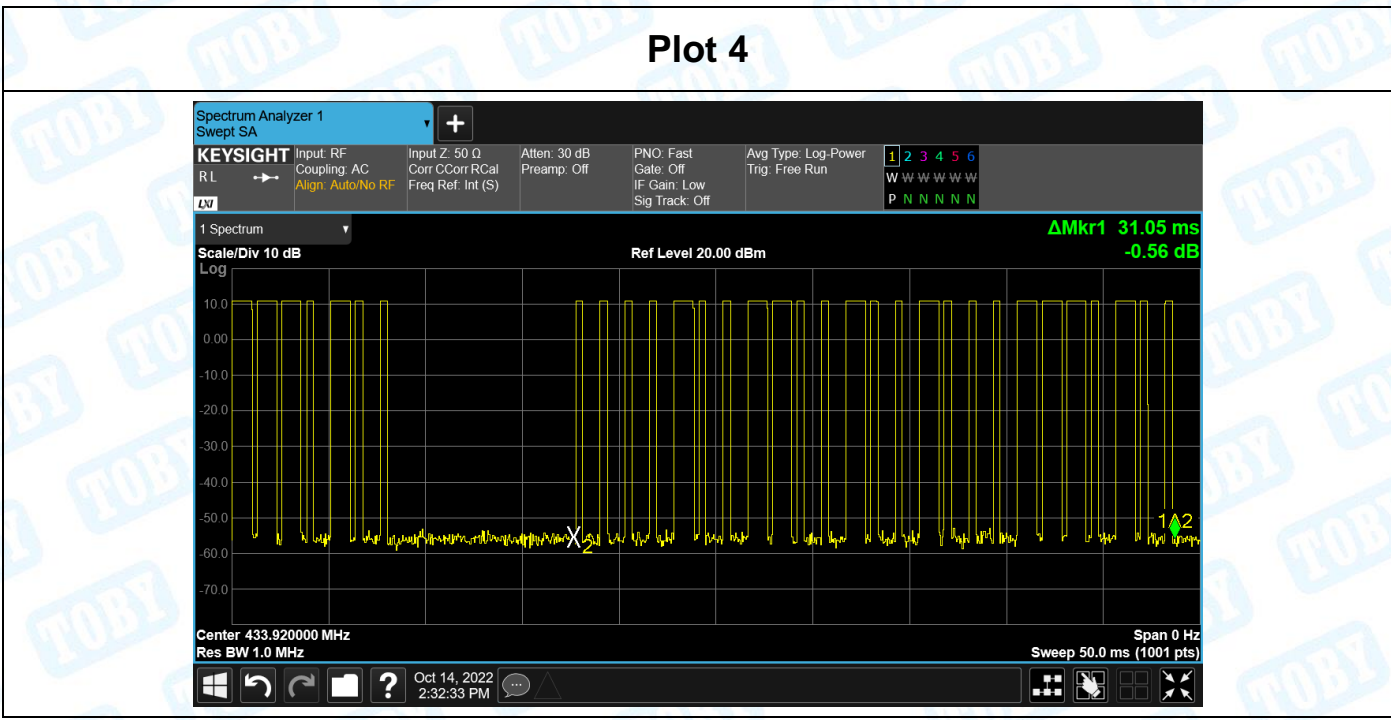 Plot 4
Spectrum Analyzer 1
Swept SA
+
KEYSIGHT
RL
LXI
Input: RF
Coupling: AC
Align: Auto/No RF
Input Z: 50 Ω
Corr CCorr RCal
Freq Ref: Int (S)
Atten: 30 dB
Preamp: Off
PNO: Fast
Gate: Off
IF Gain: Low
Sig Track: Off
Avg Type: Log-Power
Trig: Free Run
1 2 3 4 5 6
W W W W W W
P N N N N N
1 Spectrum
ΔMkr1 31.05 ms
-0.56 dB
Scale/Div 10 dB
Ref Level 20.00 dBm
Log
10.0
0.00
-10.0
-20.0
-30.0
-40.0
-50.0
-60.0
-70.0
X2
1Δ2
Center 433.920000 MHz
Span 0 Hz
Res BW 1.0 MHz
Sweep 50.0 ms (1001 pts)
?
Oct 14, 2022
2:32:33 PM
TOBY